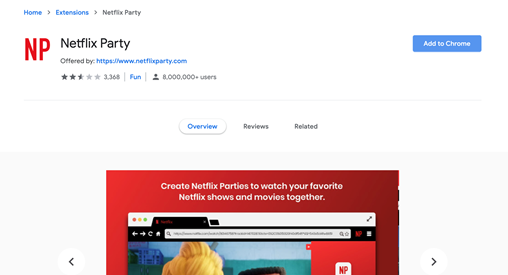 Home > Extensions > Netflix Party
NP
Netflix Party
Add to Chrome
Offered by: https://www.netflixparty.com
3,368 | Fun | 8,000,000+ users
Overview Reviews Related
Create Netflix Parties to watch your favorite
Netflix shows and movies together.
NP
NP